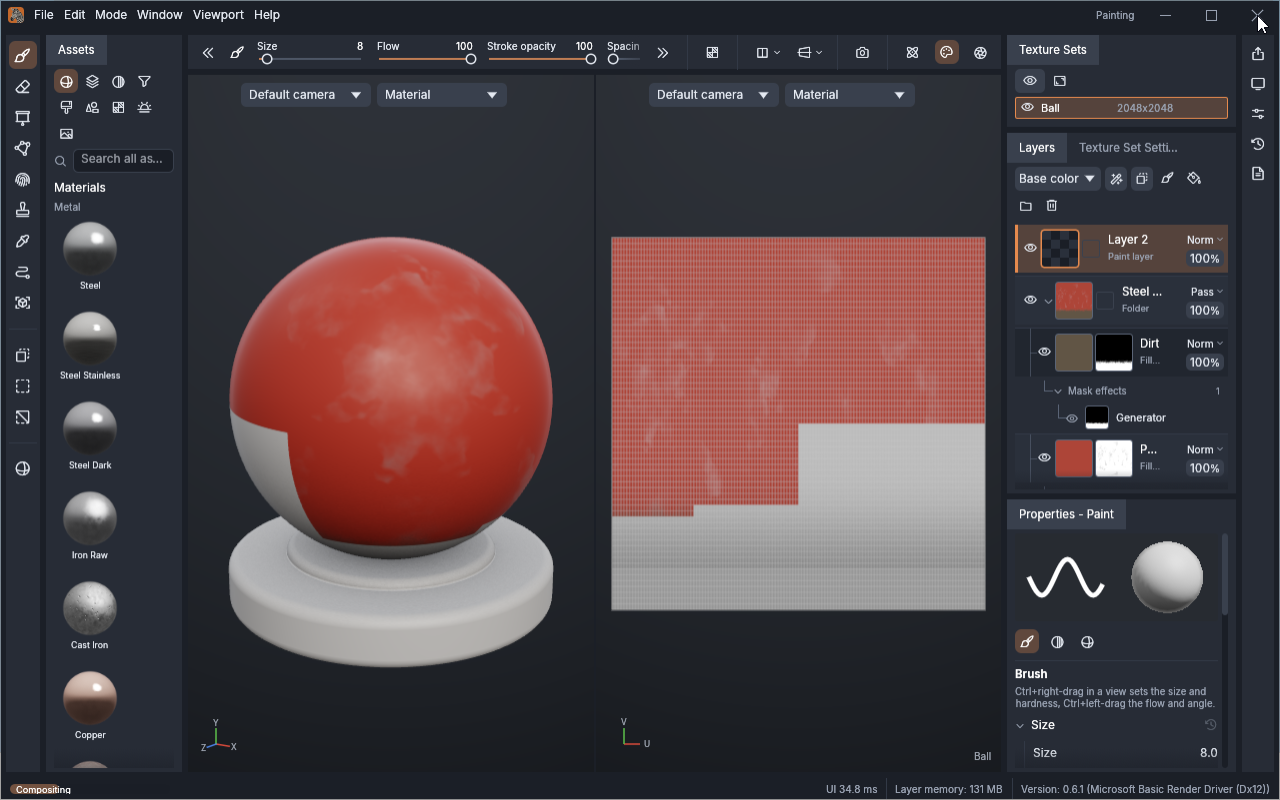 File Edit Mode Window Viewport Help
Painting
Assets
Size 8 Flow 100 Stroke opacity 100 Spacin
Texture Sets
Ball 2048x2048
Default camera Material
Default camera Material
Search all as...
Materials
Metal
Steel
Steel Stainless
Steel Dark
Iron Raw
Cast Iron
Copper
Layers Texture Set Setti...
Base color
Layer 2 Norm
Paint layer 100%
Steel ... Pass
Folder 100%
Dirt Norm
Fill... 100%
Mask effects 1
Generator
P... Norm
Fill... 100%
Properties - Paint
Brush
Ctrl+right-drag in a view sets the size and
hardness, Ctrl+left-drag the flow and angle.
Size
Size 8.0
Y
Z X
V
U
Ball
Compositing
UI 34.8 ms Layer memory: 131 MB Version: 0.6.1 (Microsoft Basic Render Driver (Dx12))